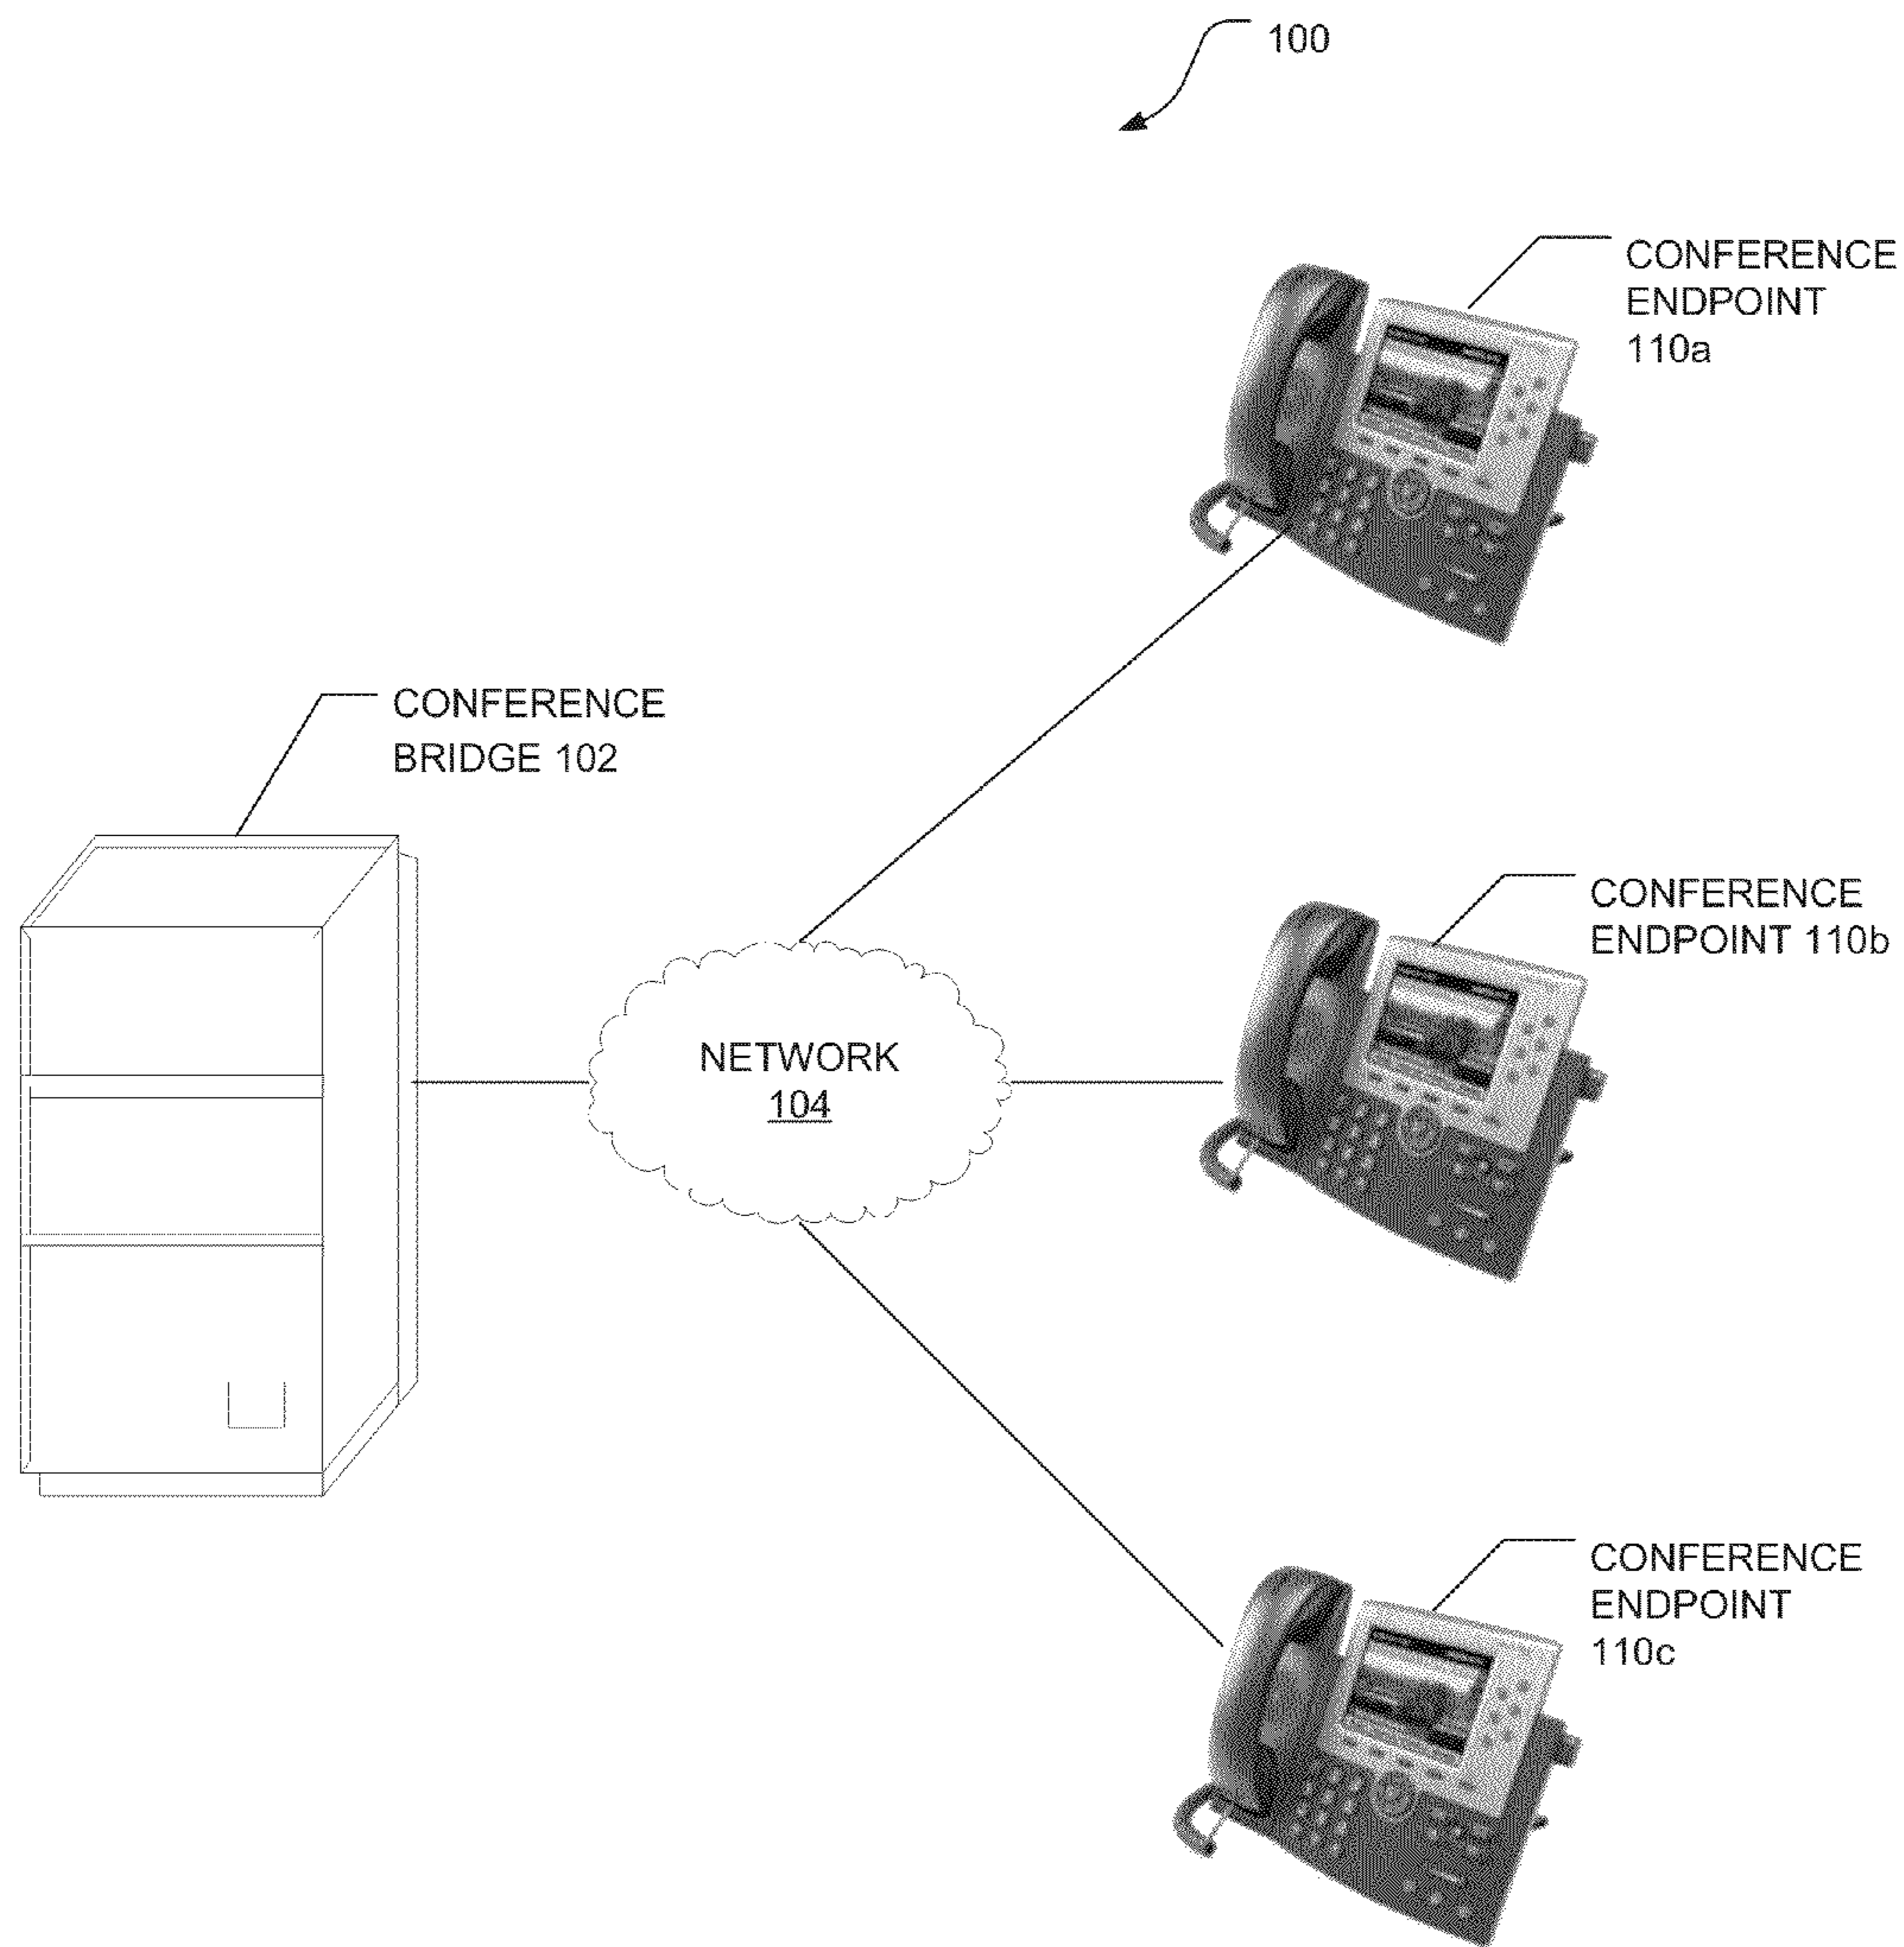 100
CONFERENCE
ENDPOINT
110a
CONFERENCE
BRIDGE 102
CONFERENCE
ENDPOINT 110b
NETWORK
104
CONFERENCE
ENDPOINT
110c